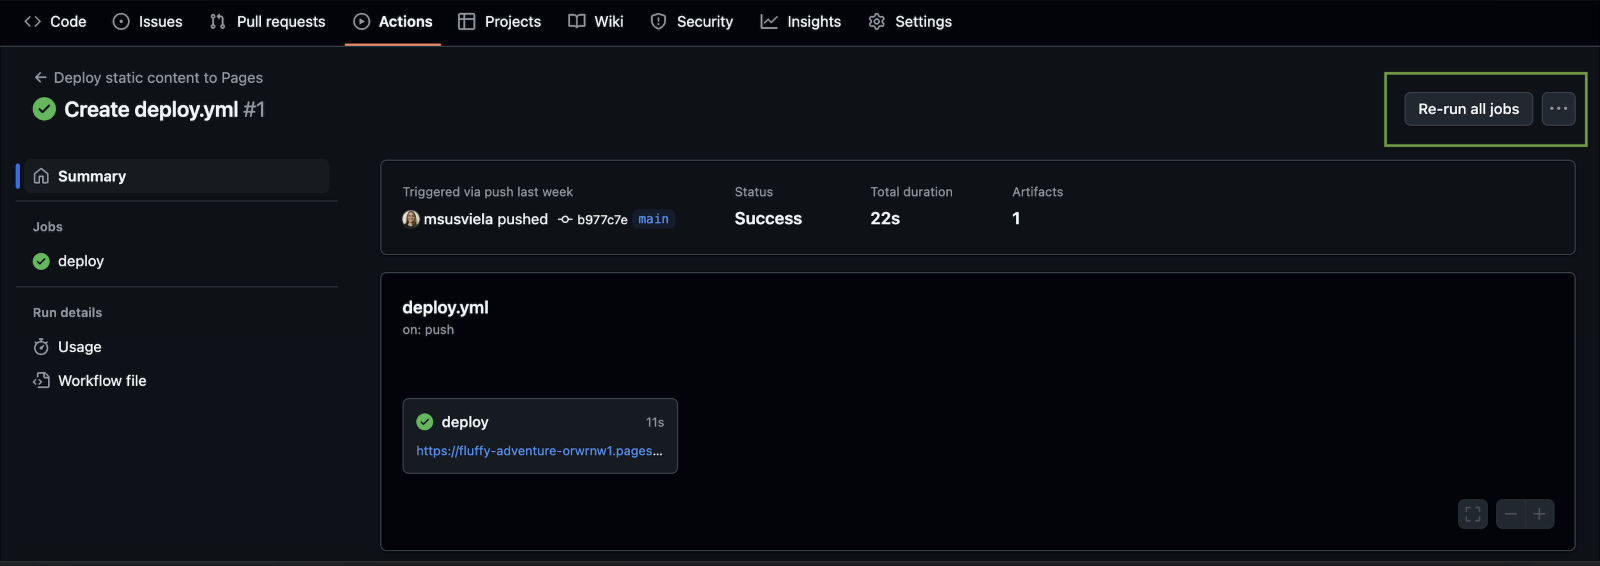 Code Issues Pull requests Actions Projects Wiki Security Insights Settings
← Deploy static content to Pages
Create deploy.yml #1
Re-run all jobs ...
Summary
Jobs
deploy
Run details
Usage
Workflow file
Triggered via push last week
msusviela pushed b977c7e main
Status
Success
Total duration
22s
Artifacts
1
deploy.yml
on: push
deploy 11s
https://fluffy-adventure-orwrnw1.pages...